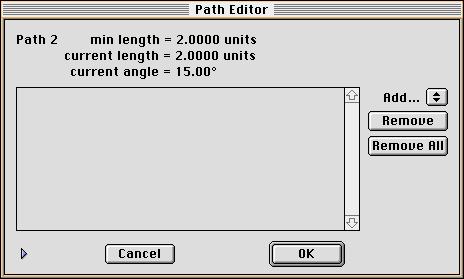 Path Editor
Path 2 min length = 2.0000 units
current length = 2.0000 units
current angle = 15.00°
Add...
Remove
Remove All
Cancel
OK